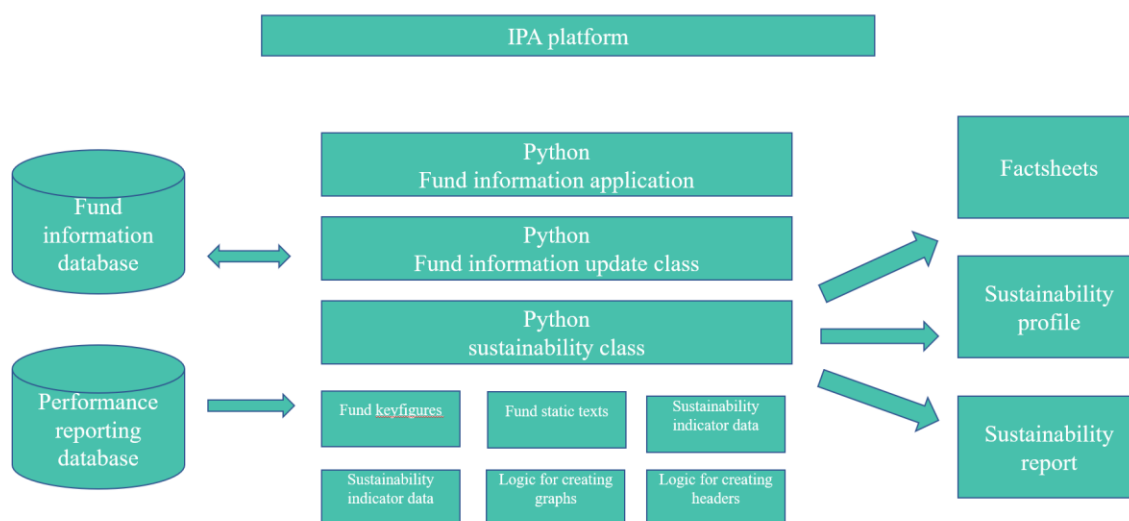 IPA platform
Fund
information
database
Performance
reporting
database
Python
Fund information application
Python
Fund information update class
Python
sustainability class
Fund keyfigures
Fund static texts
Sustainability
indicator data
Sustainability
indicator data
Logic for creating
graphs
Logic for creating
headers
Factsheets
Sustainability
profile
Sustainability
report